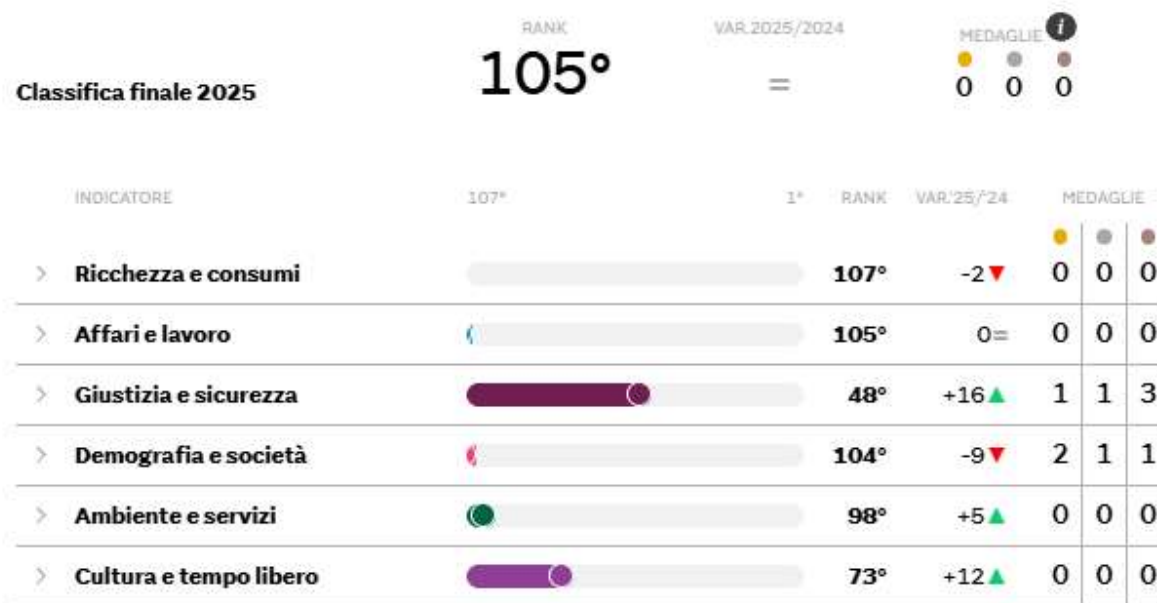 RANK VAR.2025/2024 MEDAGLIE i
Classifica finale 2025 105° = 0 0 0
INDICATORE 107° 1° RANK VAR.'25/'24 MEDAGLIE
Ricchezza e consumi 107° -2 0 0 0
Affari e lavoro 105° 0= 0 0 0
Giustizia e sicurezza 48° +16 1 1 3
Demografia e società 104° -9 2 1 1
Ambiente e servizi 98° +5 0 0 0
Cultura e tempo libero 73° +12 0 0 0